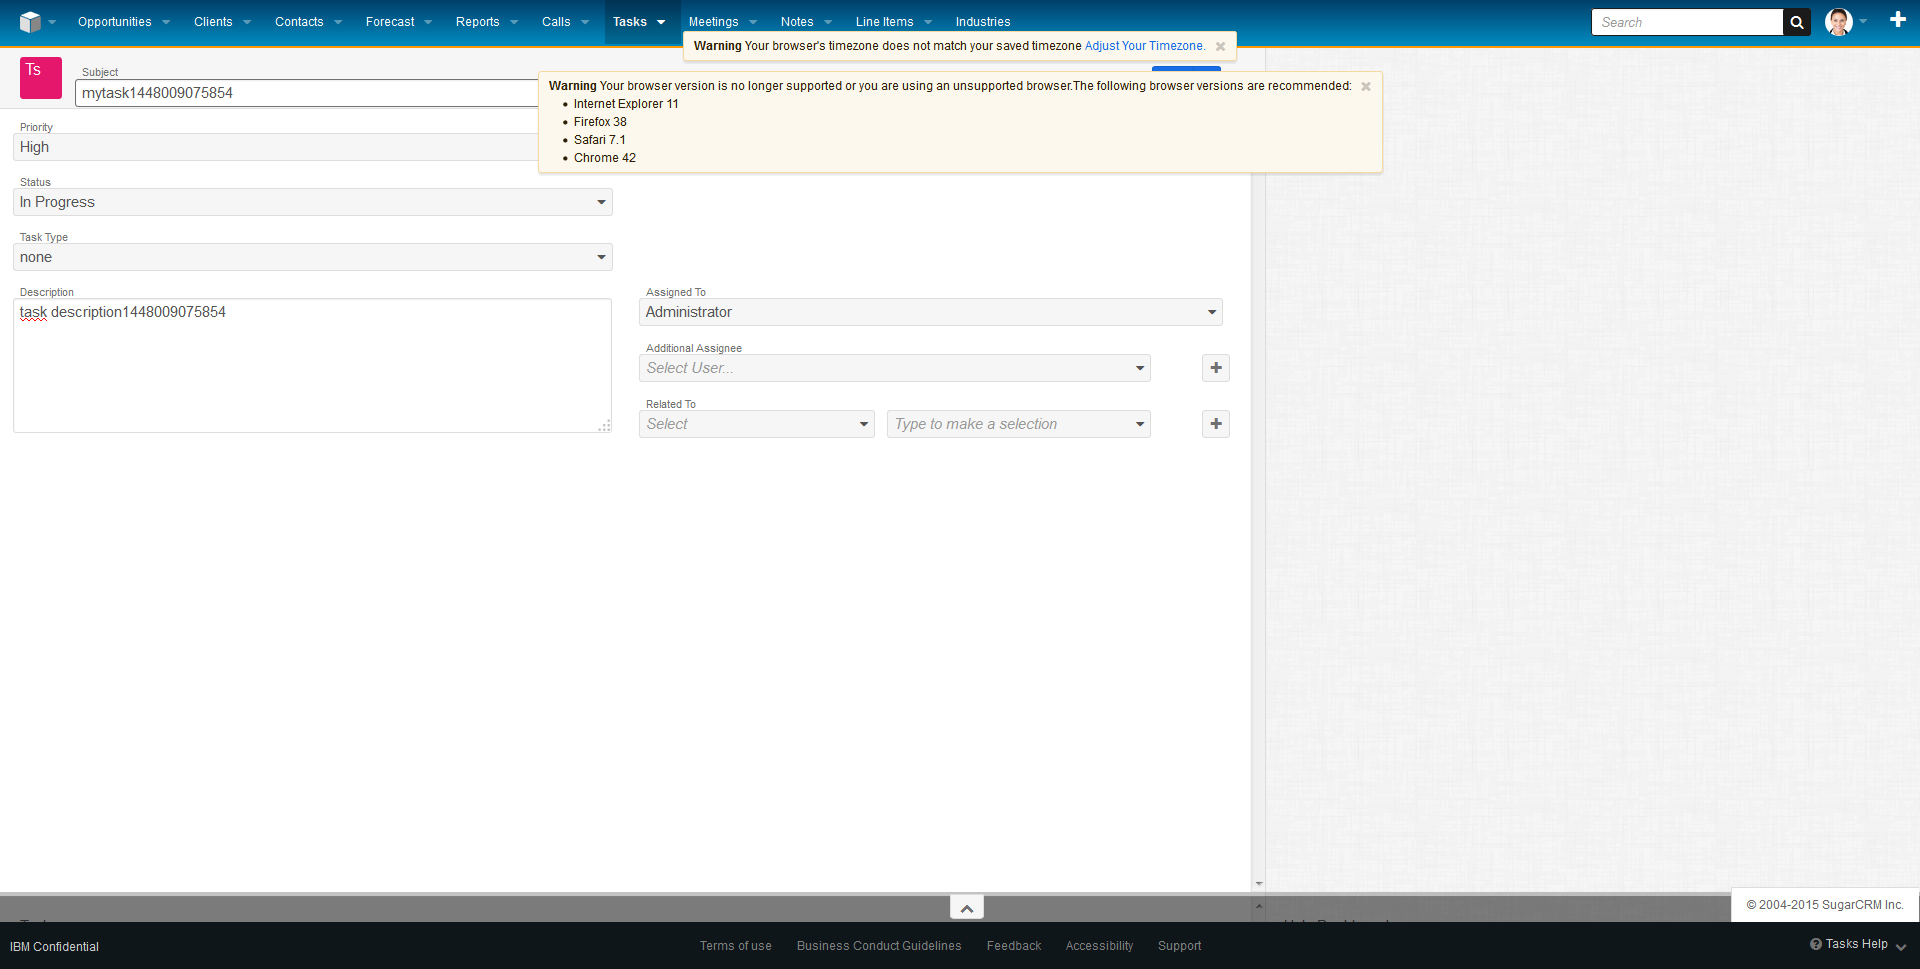 Opportunities Clients Contacts Forecast Reports Calls Tasks Meetings Notes Line Items Industries Search
Warning Your browser's timezone does not match your saved timezone Adjust Your Timezone. ×
Ts
Subject
mytask1448009075854
Warning Your browser version is no longer supported or you are using an unsupported browser.The following browser versions are recommended: ×
• Internet Explorer 11
• Firefox 38
• Safari 7.1
• Chrome 42
Priority
High
Status
In Progress
Task Type
none
Description
task description1448009075854
Assigned To
Administrator
Additional Assignee
Select User...
Related To
Select Type to make a selection
© 2004-2015 SugarCRM Inc.
IBM Confidential
Terms of use Business Conduct Guidelines Feedback Accessibility Support
Tasks Help